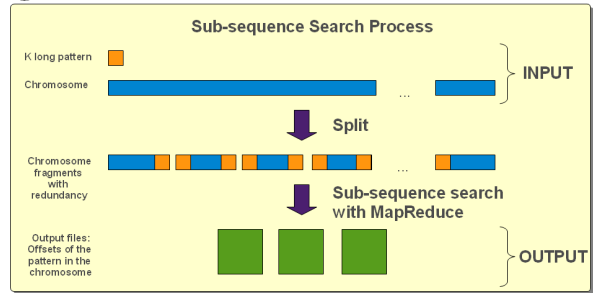 Sub-sequence Search Process
K long pattern
Chromosome
...
INPUT
Split
Chromosome
fragments
with
redundancy
...
Sub-sequence search
with MapReduce
Output files:
Offsets of the
pattern in the
chromosome
OUTPUT